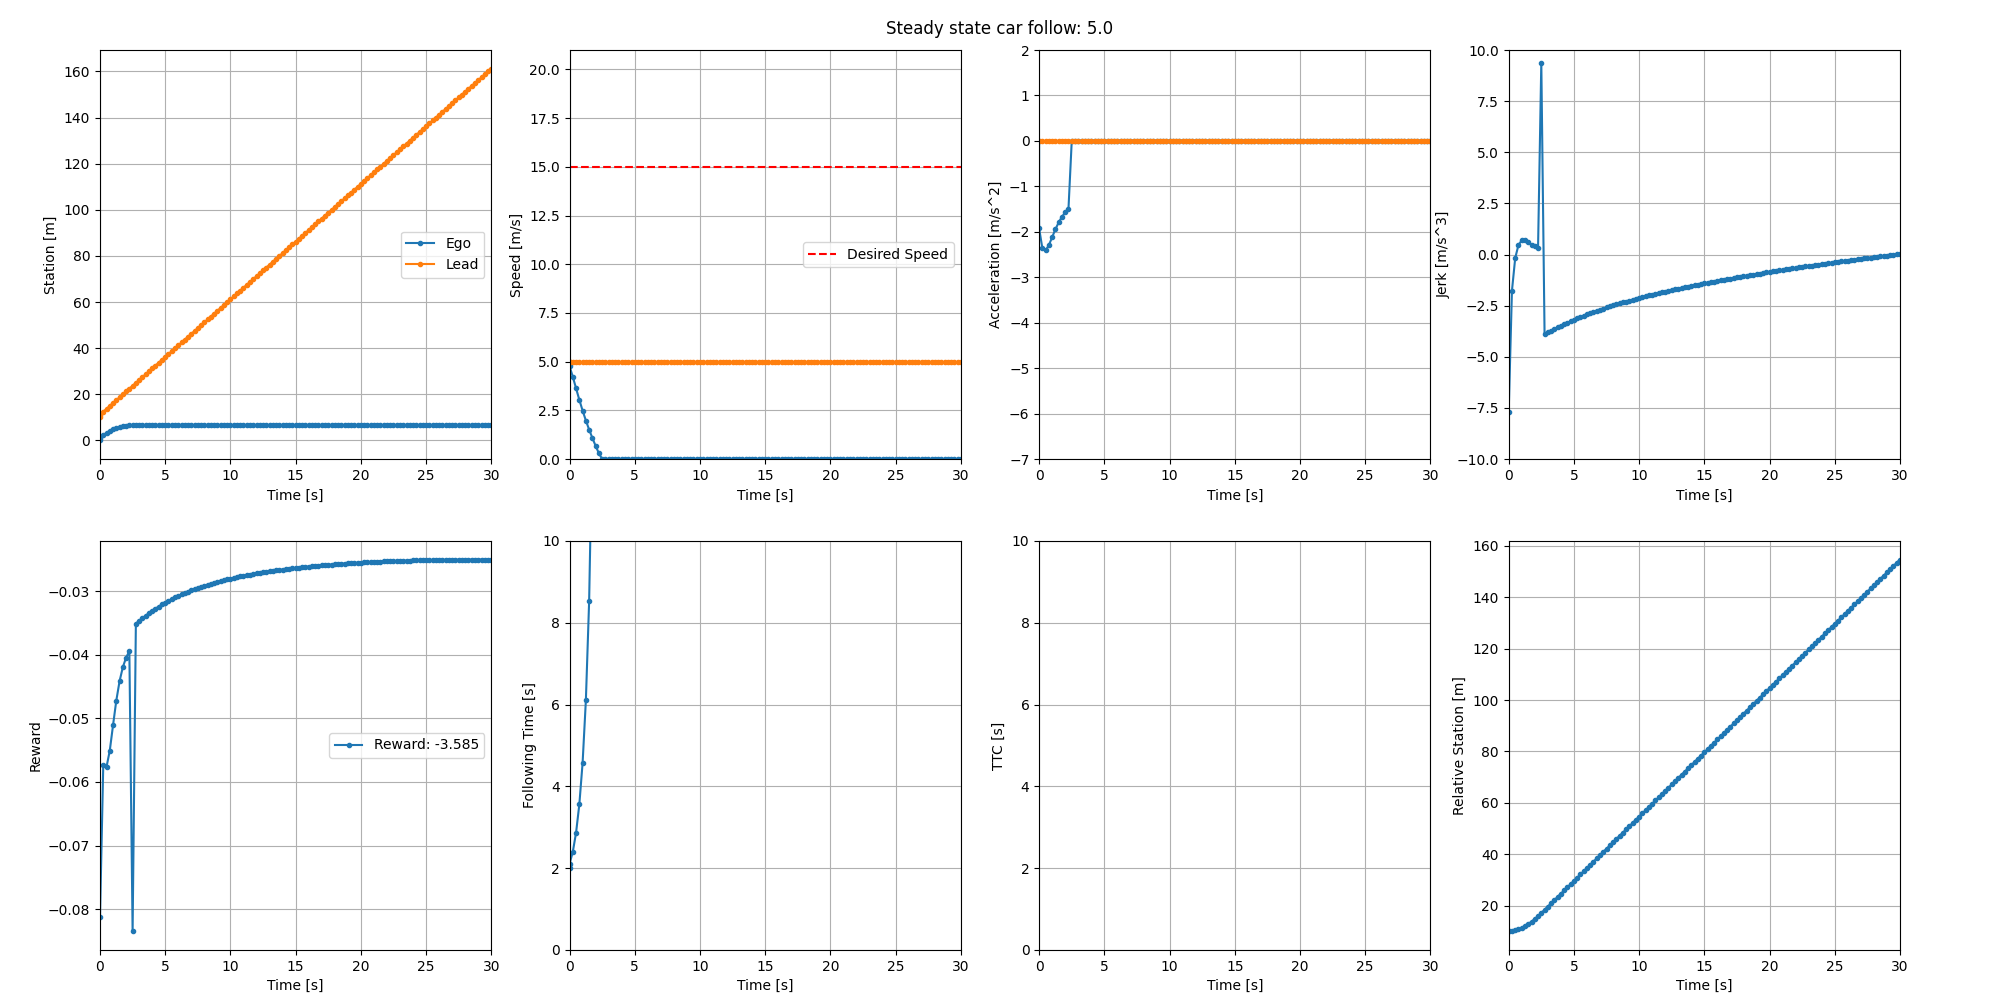 Steady state car follow: 5.0
Station [m]
160
140
120
100
80
60
40
20
0
Ego
Lead
0 5 10 15 20 25 30
Time [s]
Speed [m/s]
20.0
17.5
15.0
12.5
10.0
7.5
5.0
2.5
0.0
Desired Speed
0 5 10 15 20 25 30
Time [s]
Acceleration [m/s^2]
2
1
0
−1
−2
−3
−4
−5
−6
−7
0 5 10 15 20 25 30
Time [s]
Jerk [m/s^3]
10.0
7.5
5.0
2.5
0.0
−2.5
−5.0
−7.5
−10.0
0 5 10 15 20 25 30
Time [s]
Reward
−0.03
−0.04
−0.05
−0.06
−0.07
−0.08
Reward: -3.585
0 5 10 15 20 25 30
Time [s]
Following Time [s]
10
8
6
4
2
0
0 5 10 15 20 25 30
Time [s]
TTC [s]
10
8
6
4
2
0
0 5 10 15 20 25 30
Time [s]
Relative Station [m]
160
140
120
100
80
60
40
20
0 5 10 15 20 25 30
Time [s]